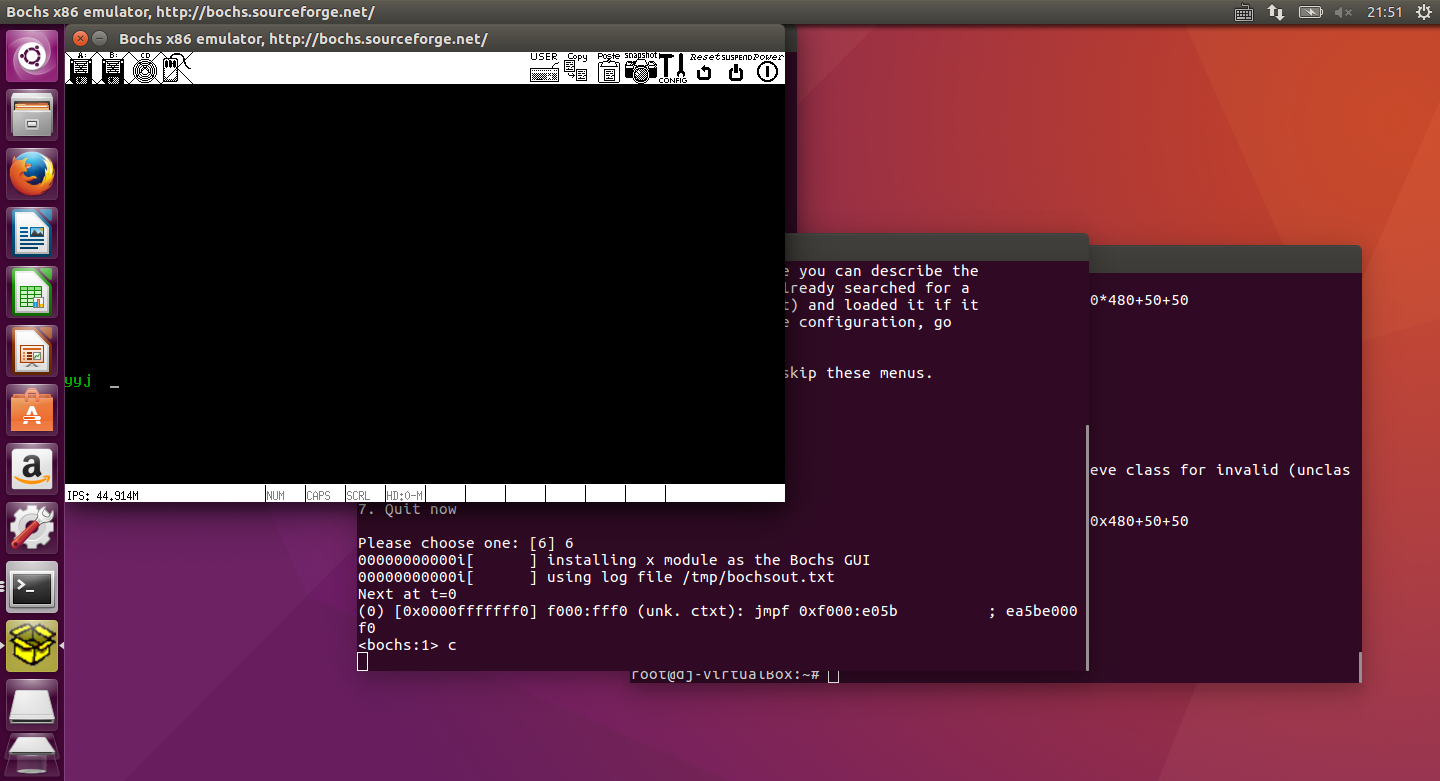 Bochs x86 emulator, http://bochs.sourceforge.net/
21:51
Bochs x86 emulator, http://bochs.sourceforge.net/
A: B: CD USER Copy Paste snapshot CONFIG Reset SUSPEND Power
yyj _
IPS: 44.914M NUM CAPS SCRL HD:0-M
e you can describe the
lready searched for a
t) and loaded it if it
e configuration, go
skip these menus.
7. Quit now
Please choose one: [6] 6
00000000000i[      ] installing x module as the Bochs GUI
00000000000i[      ] using log file /tmp/bochsout.txt
Next at t=0
(0) [0x0000fffffff0] f000:fff0 (unk. ctxt): jmpf 0xf000:e05b           ; ea5be000
f0
<bochs:1> c
0*480+50+50
eve class for invalid (unclas
0x480+50+50
root@dj-VirtualBox:~#